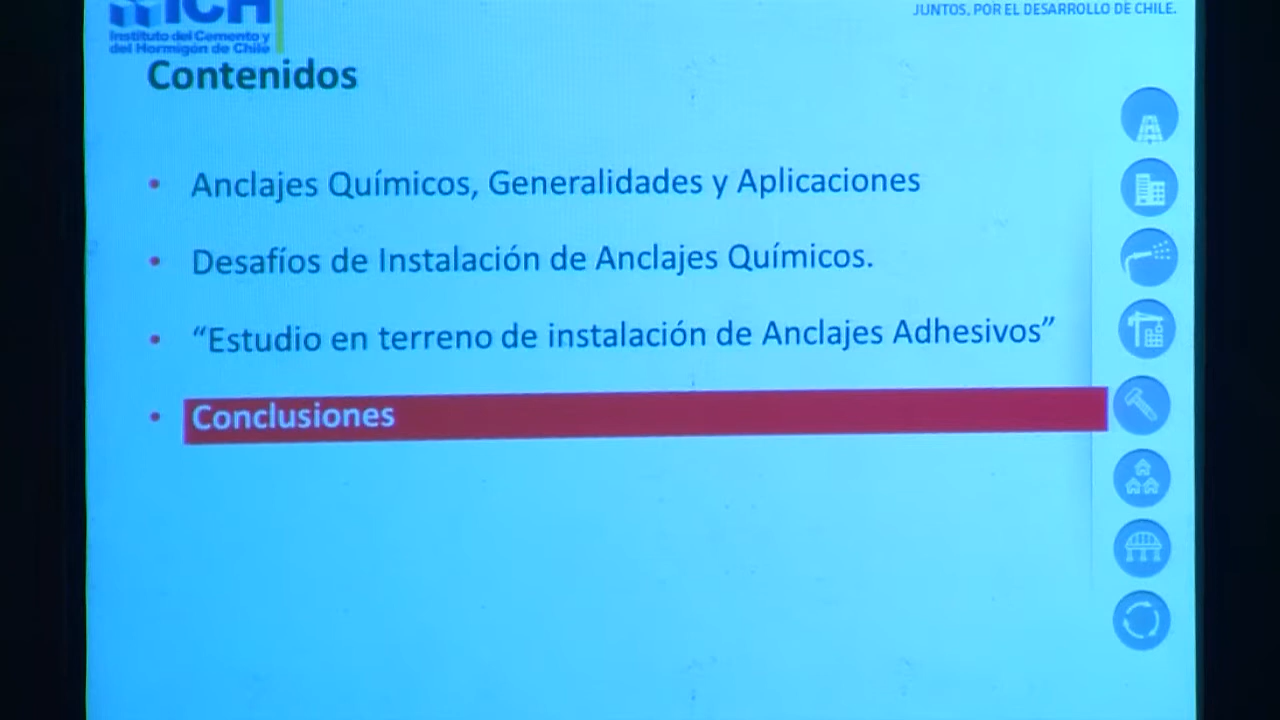 ICH
JUNTOS, POR EL DESARROLLO DE CHILE.
Instituto del Cemento y
del Hormigón de Chile
Contenidos
• Anclajes Químicos, Generalidades y Aplicaciones
• Desafíos de Instalación de Anclajes Químicos.
• “Estudio en terreno de instalación de Anclajes Adhesivos”
• Conclusiones